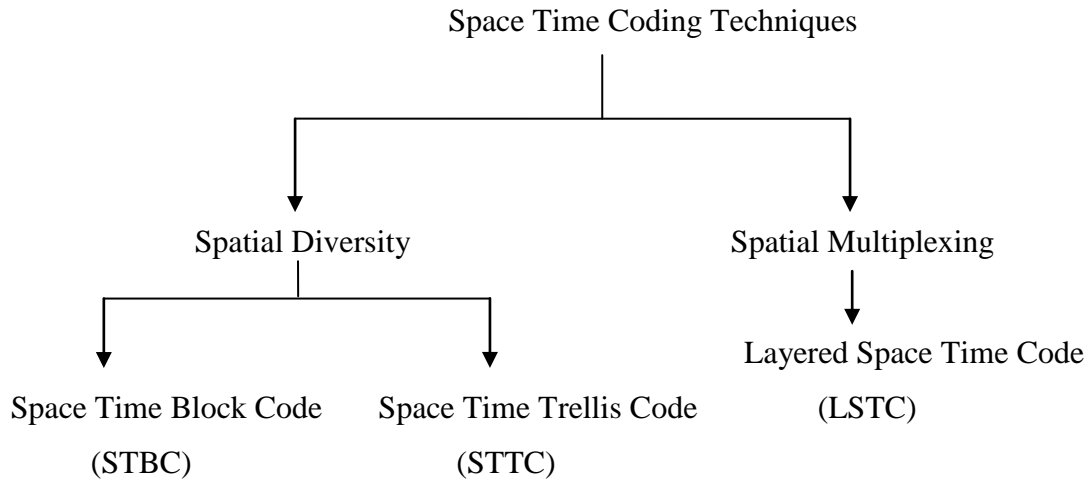 Space Time Coding Techniques
Spatial Diversity
Spatial Multiplexing
Layered Space Time Code
(LSTC)
Space Time Block Code
(STBC)
Space Time Trellis Code
(STTC)